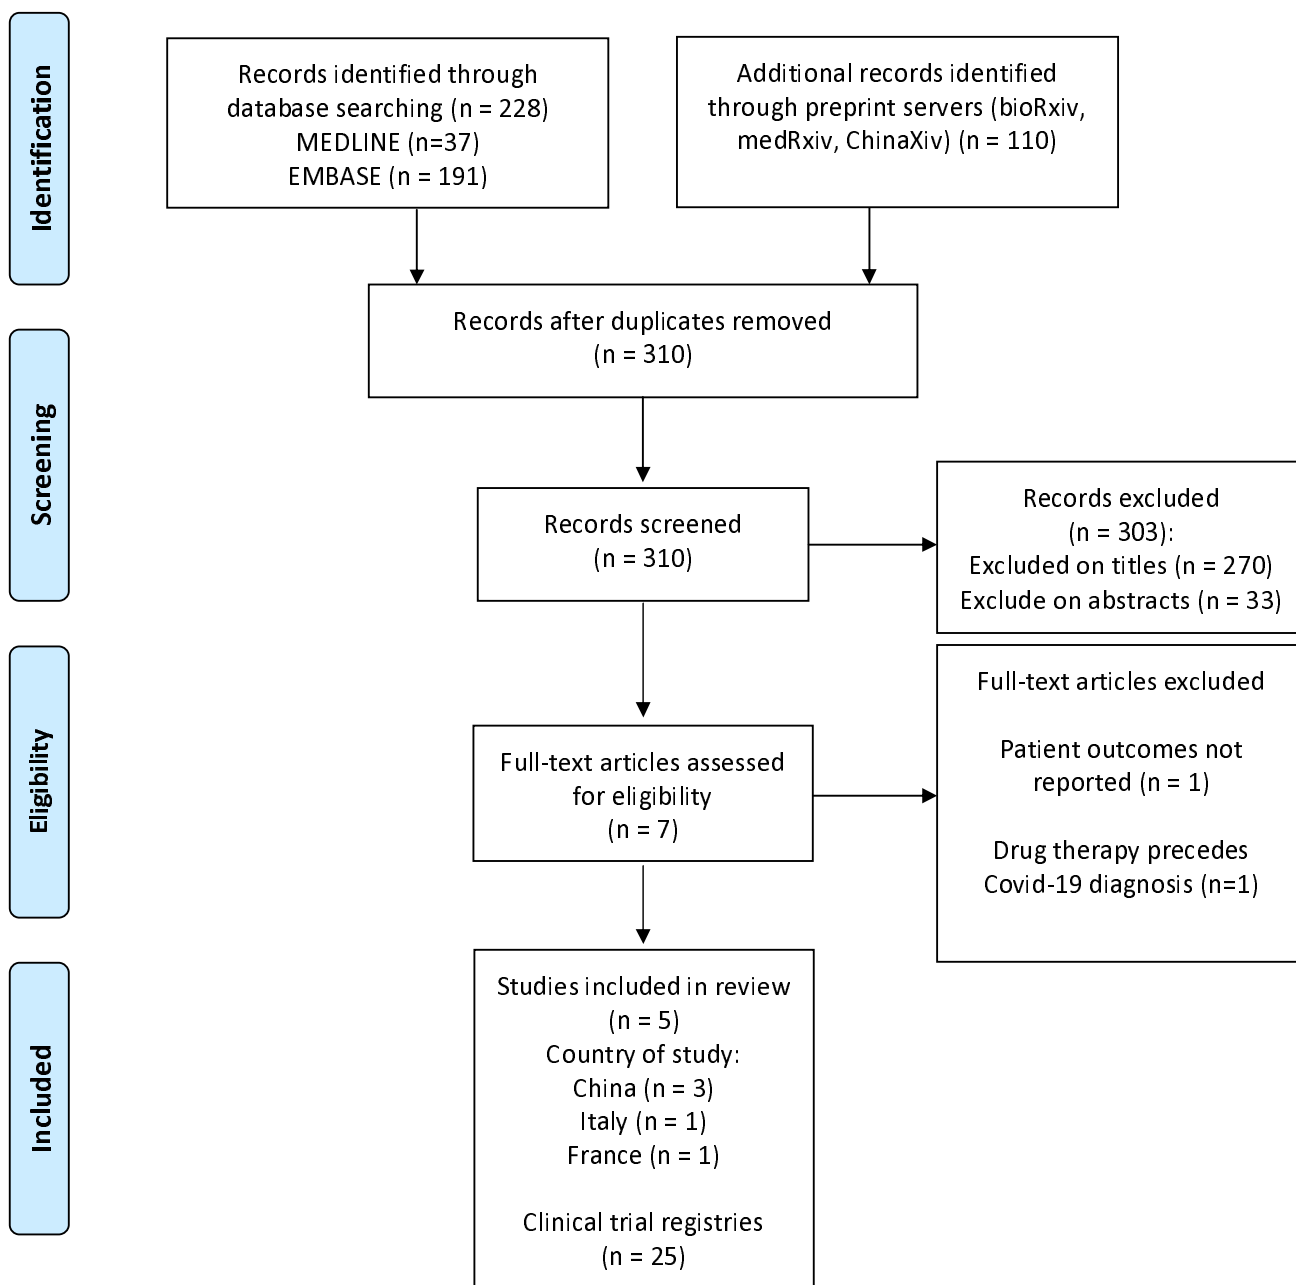 Identification
Records identified through
database searching (n = 228)
MEDLINE (n=37)
EMBASE (n = 191)
Additional records identified
through preprint servers (bioRxiv,
medRxiv, ChinaXiv) (n = 110)
Records after duplicates removed
(n = 310)
Screening
Records screened
(n = 310)
Records excluded
(n = 303):
Excluded on titles (n = 270)
Exclude on abstracts (n = 33)
Eligibility
Full-text articles assessed
for eligibility
(n = 7)
Full-text articles excluded
Patient outcomes not
reported (n = 1)
Drug therapy precedes
Covid-19 diagnosis (n=1)
Included
Studies included in review
(n = 5)
Country of study:
China (n = 3)
Italy (n = 1)
France (n = 1)
Clinical trial registries
(n = 25)